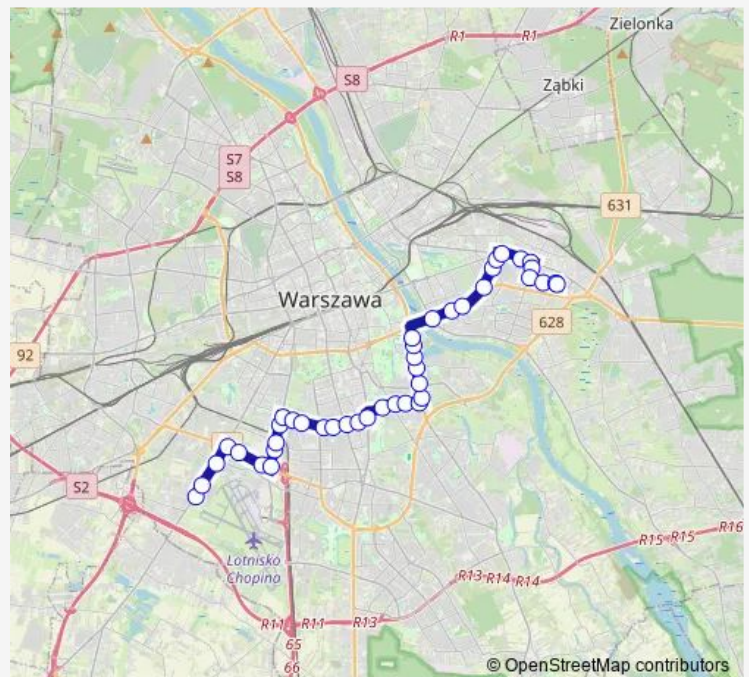 Zielonka
R1
R1
Ząbki
S8
S7
S8
631
Warszawa
628
92
S2
Lotnisko
Chopina
R15
R15
R16
R13
R14
R14
R11
R11
R13
65
66
© OpenStreetMap contributors